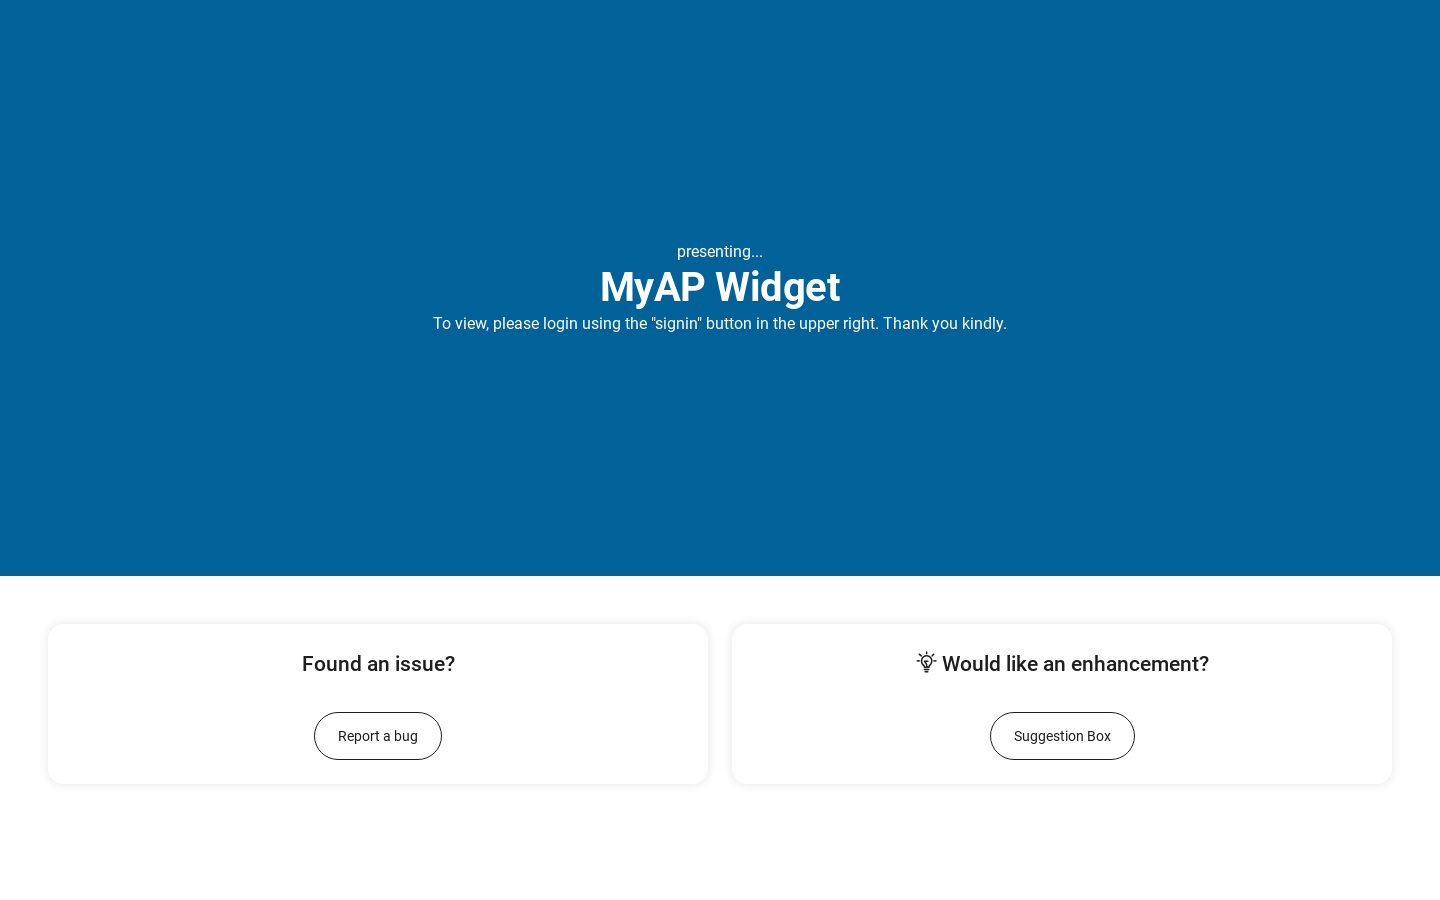 presenting...
MyAP Widget
To view, please login using the "signin" button in the upper right. Thank you kindly.
Found an issue?
Report a bug
Would like an enhancement?
Suggestion Box